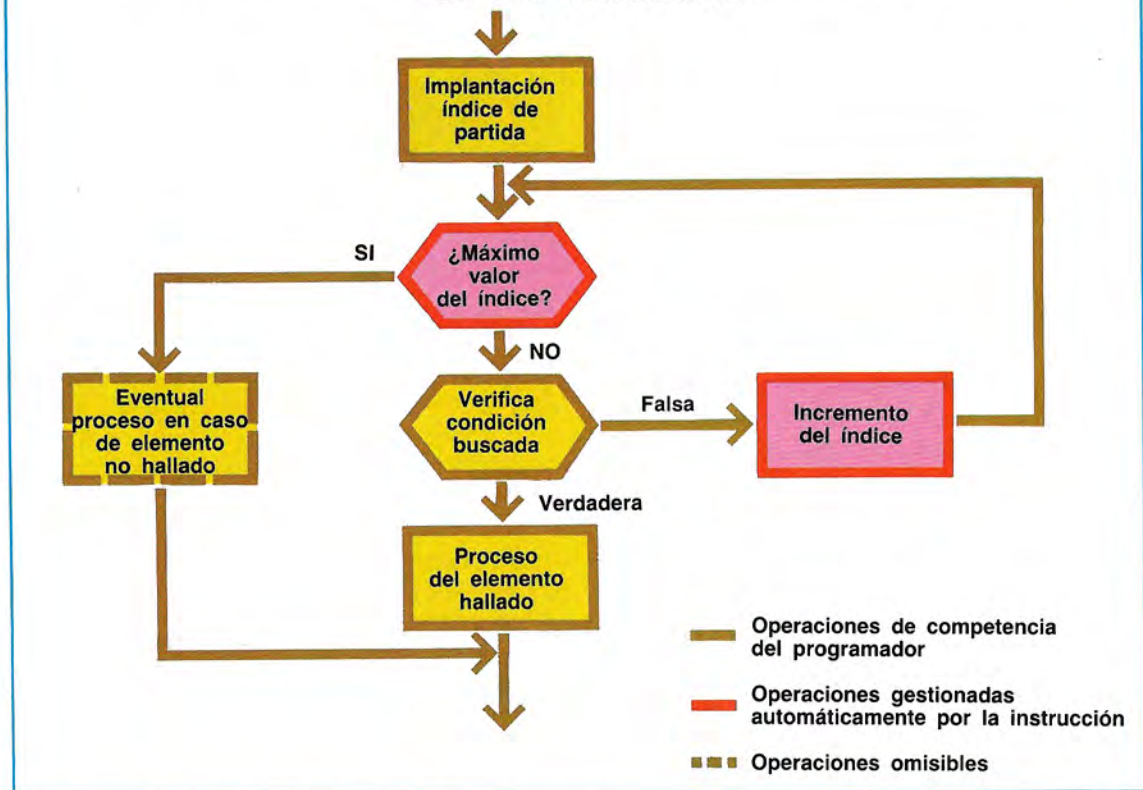 Implantación
índice de
partida
SI
¿Máximo
valor
del índice?
NO
Eventual
proceso en caso
de elemento
no hallado
Verifica
condición
buscada
Falsa
Incremento
del índice
Verdadera
Proceso
del elemento
hallado
Operaciones de competencia
del programador
Operaciones gestionadas
automáticamente por la instrucción
Operaciones omisibles